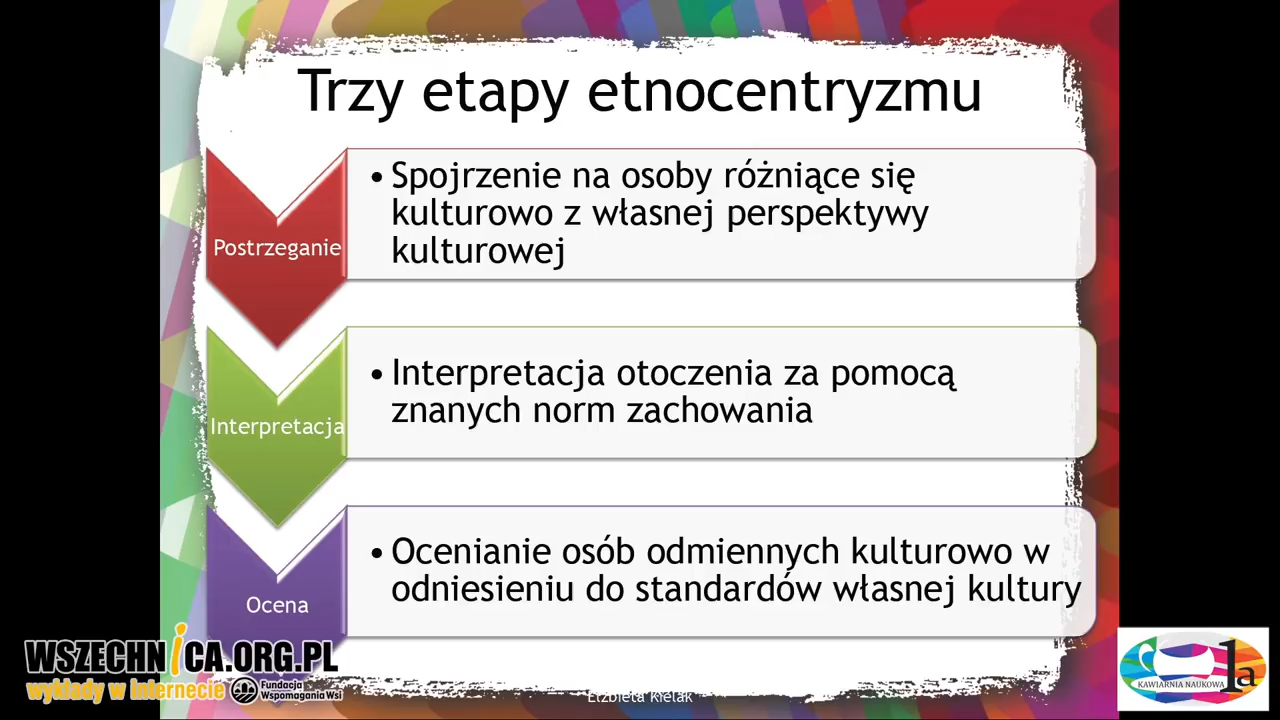 Trzy etapy etnocentryzmu
Postrzeganie
• Spojrzenie na osoby różniące się
kulturowo z własnej perspektywy
kulturowej
Interpretacja
• Interpretacja otoczenia za pomocą
znanych norm zachowania
Ocena
• Ocenianie osób odmiennych kulturowo w
odniesieniu do standardów własnej kultury
WSZECHNICA.ORG.PL
wykłady w Internecie
Fundacja
Wspomagania Wsi
Elżbieta Kielak
KAWIARNIA NAUKOWA 1a